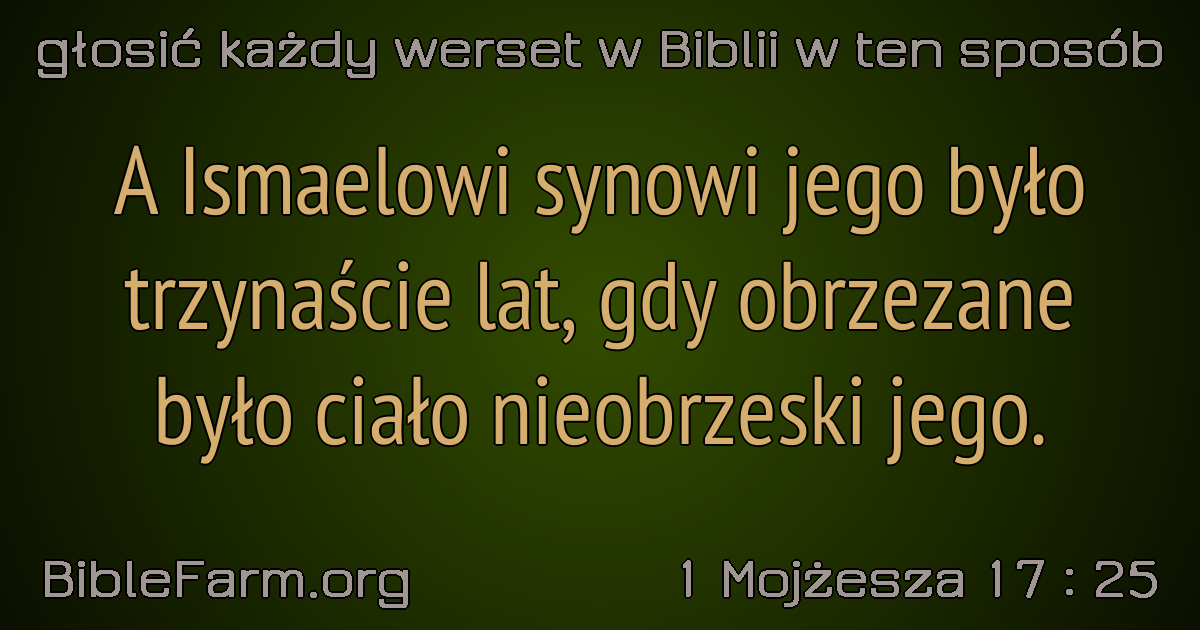 głosić każdy werset w Biblii w ten sposób
A Ismaelowi synowi jego było
trzynaście lat, gdy obrzezane
było ciało nieobrzeski jego.
BibleFarm.org
1 Mojżesza 17 : 25